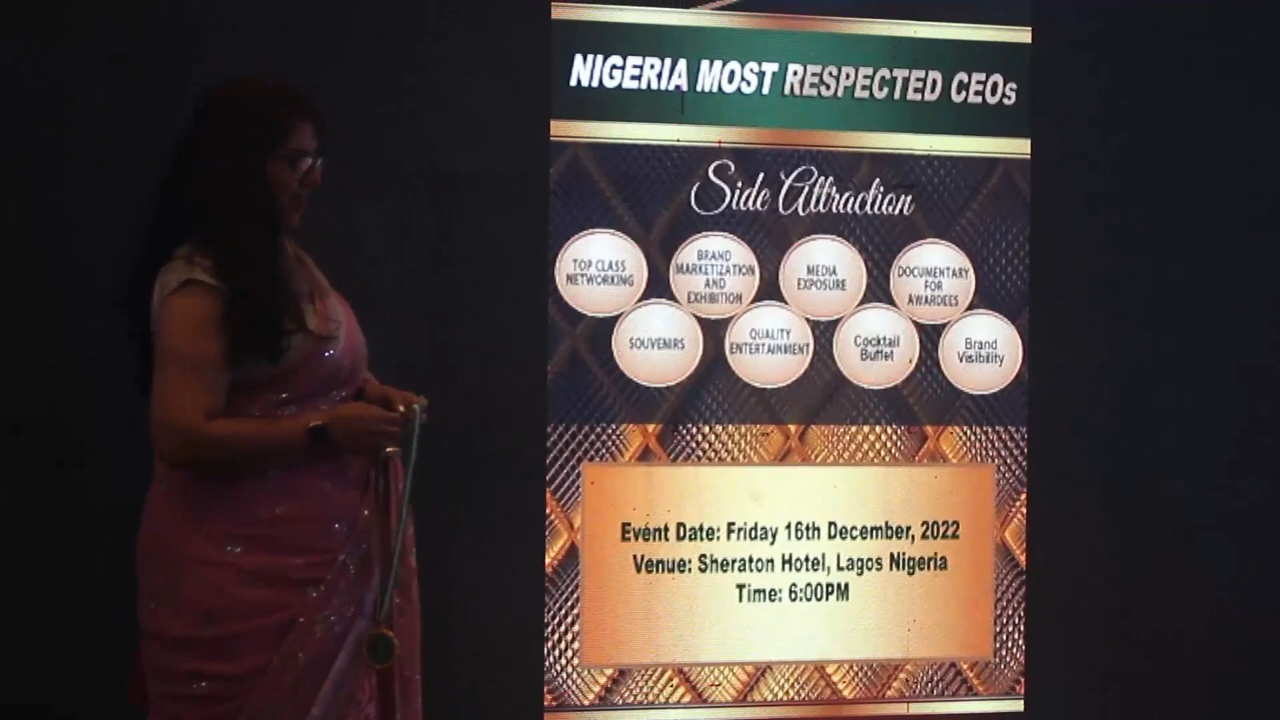 NIGERIA MOST RESPECTED CEOs
Side Attraction
TOP CLASS
NETWORKING
BRAND
MARKETIZATION
AND
EXHIBITION
MEDIA
EXPOSURE
DOCUMENTARY
FOR
AWARDEES
SOUVENIRS
QUALITY
ENTERTAINMENT
Cocktail
Buffet
Brand
Visibility
Event Date: Friday 16th December, 2022
Venue: Sheraton Hotel, Lagos Nigeria
Time: 6:00PM